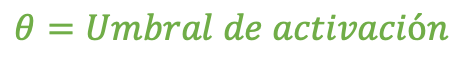 θ = Umbral de activación